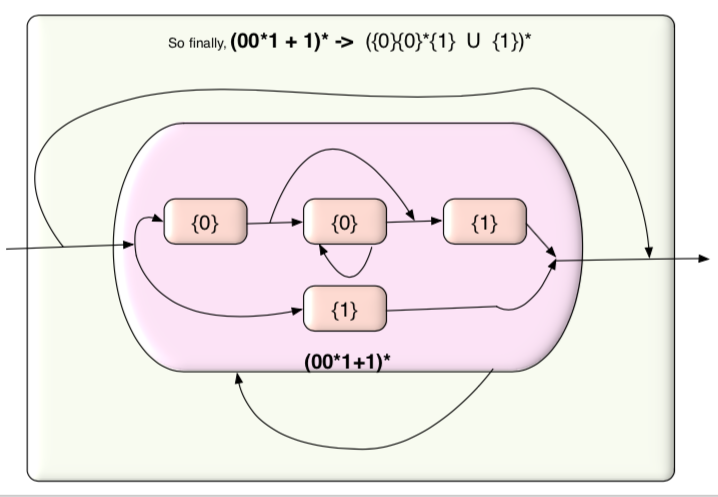 So finally, (00*1 + 1)* -> ({0}{0}*{1} U {1})*
{0} {0} {1}
{1}
(00*1+1)*